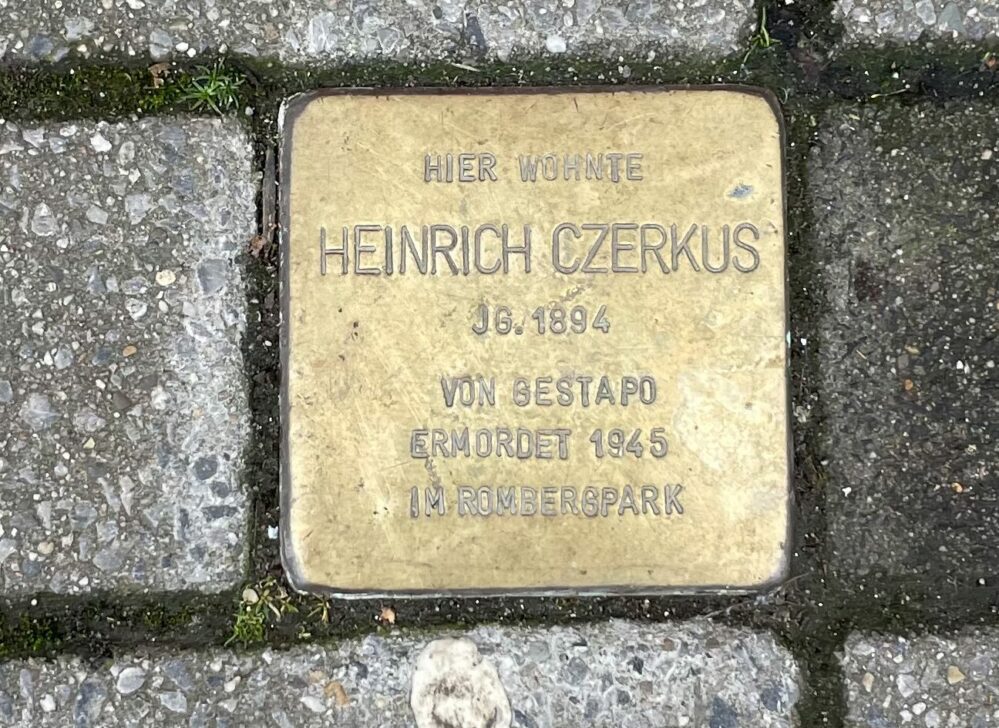 HIER WOHNTE
HEINRICH CZERKUS
JG. 1894
VON GESTAPO
ERMORDET 1945
IM ROMBERGPARK